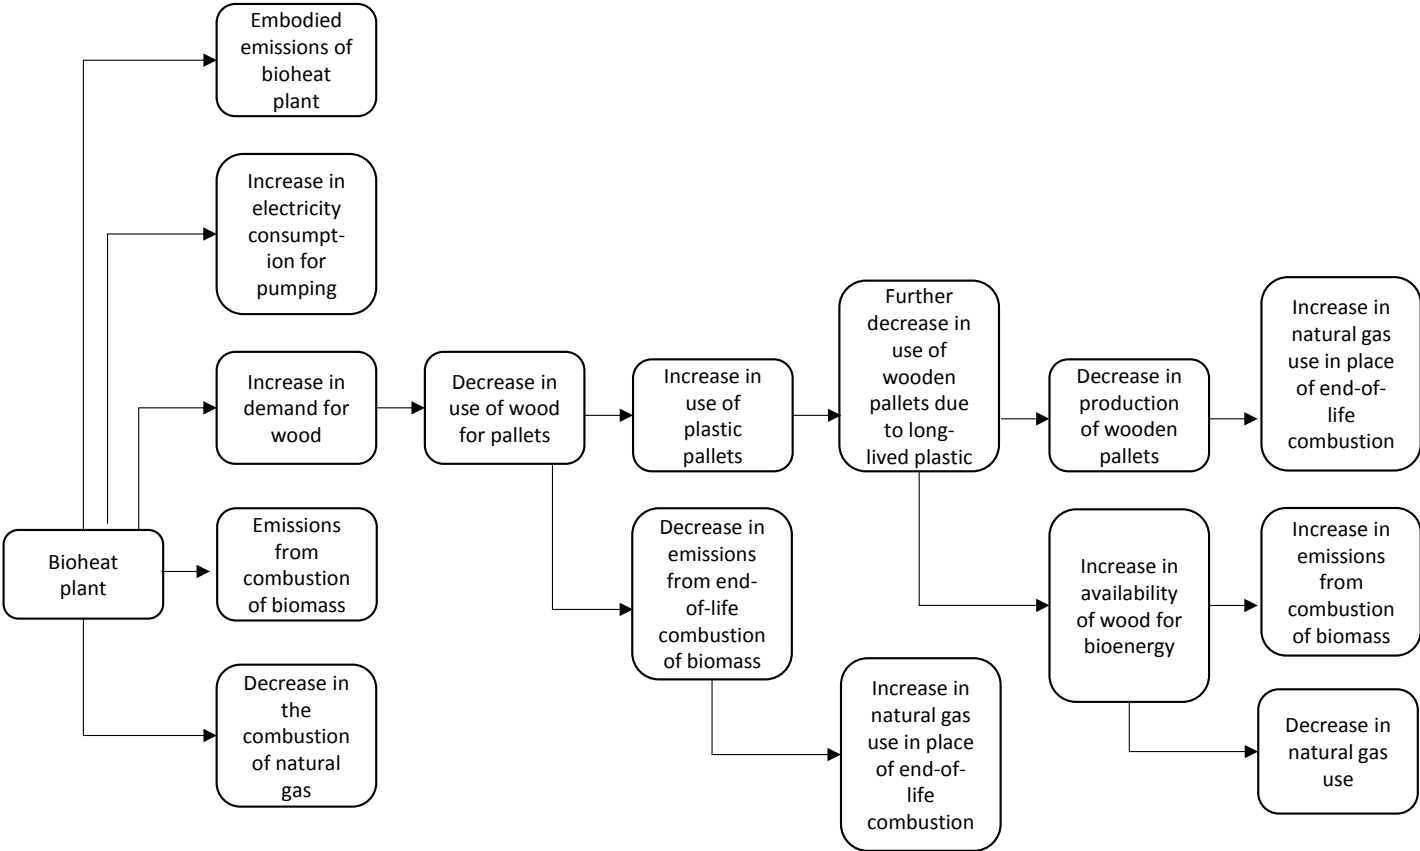 Embodied
emissions of
bioheat
plant
Increase in
electricity
consumpt-
ion for
pumping
Increase in
demand for
wood
Decrease in
use of wood
for pallets
Increase in
use of
plastic
pallets
Further
decrease in
use of
wooden
pallets due
to long-
lived plastic
Decrease in
production
of wooden
pallets
Increase in
natural gas
use in place
of end-of-
life
combustion
Bioheat
plant
Emissions
from
combustion
of biomass
Decrease in
emissions
from end-
of-life
combustion
of biomass
Increase in
availability
of wood for
bioenergy
Increase in
emissions
from
combustion
of biomass
Decrease in
the
combustion
of natural
gas
Increase in
natural gas
use in place
of end-of-
life
combustion
Decrease in
natural gas
use